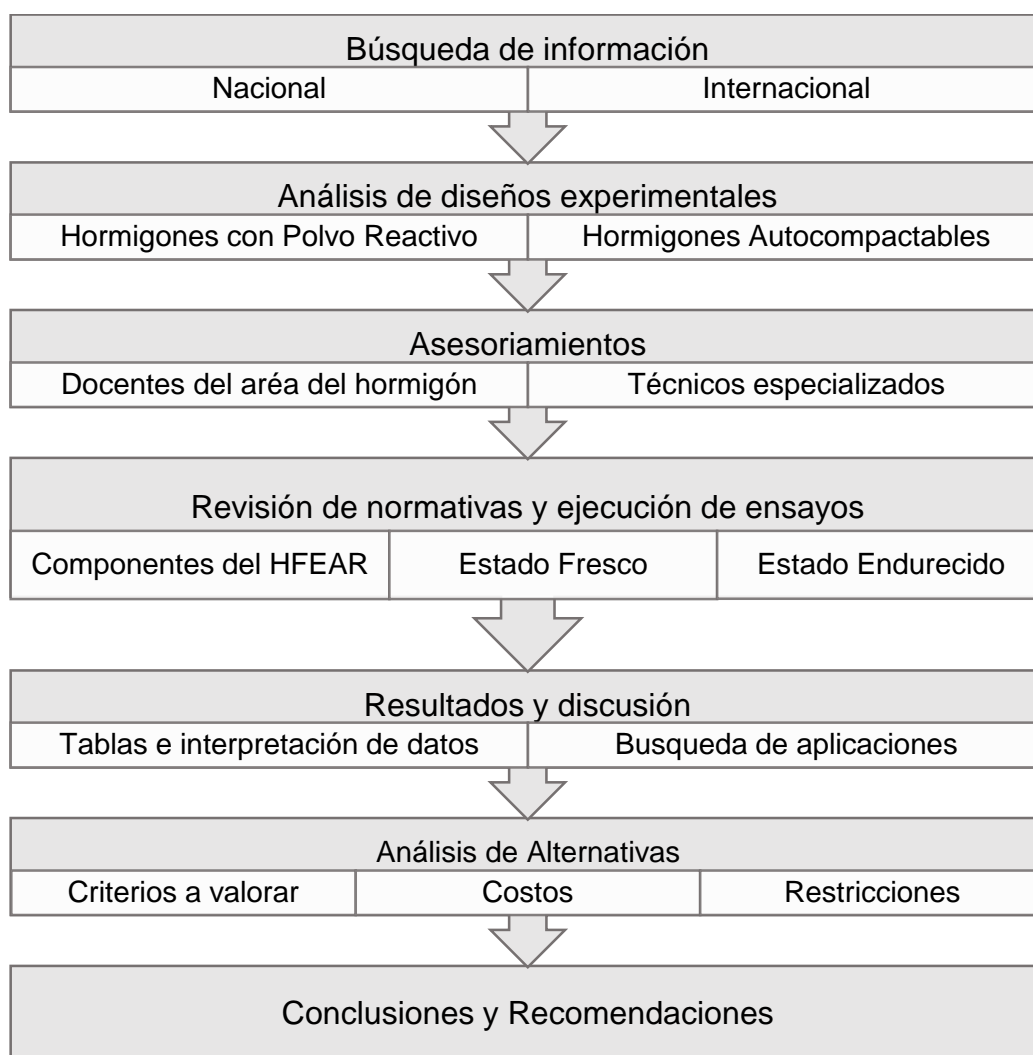 Búsqueda de información
Nacional
Internacional
Análisis de diseños experimentales
Hormigones con Polvo Reactivo
Hormigones Autocompactables
Asesoriamientos
Docentes del aréa del hormigón
Técnicos especializados
Revisión de normativas y ejecución de ensayos
Componentes del HFEAR
Estado Fresco
Estado Endurecido
Resultados y discusión
Tablas e interpretación de datos
Busqueda de aplicaciones
Análisis de Alternativas
Criterios a valorar
Costos
Restricciones
Conclusiones y Recomendaciones